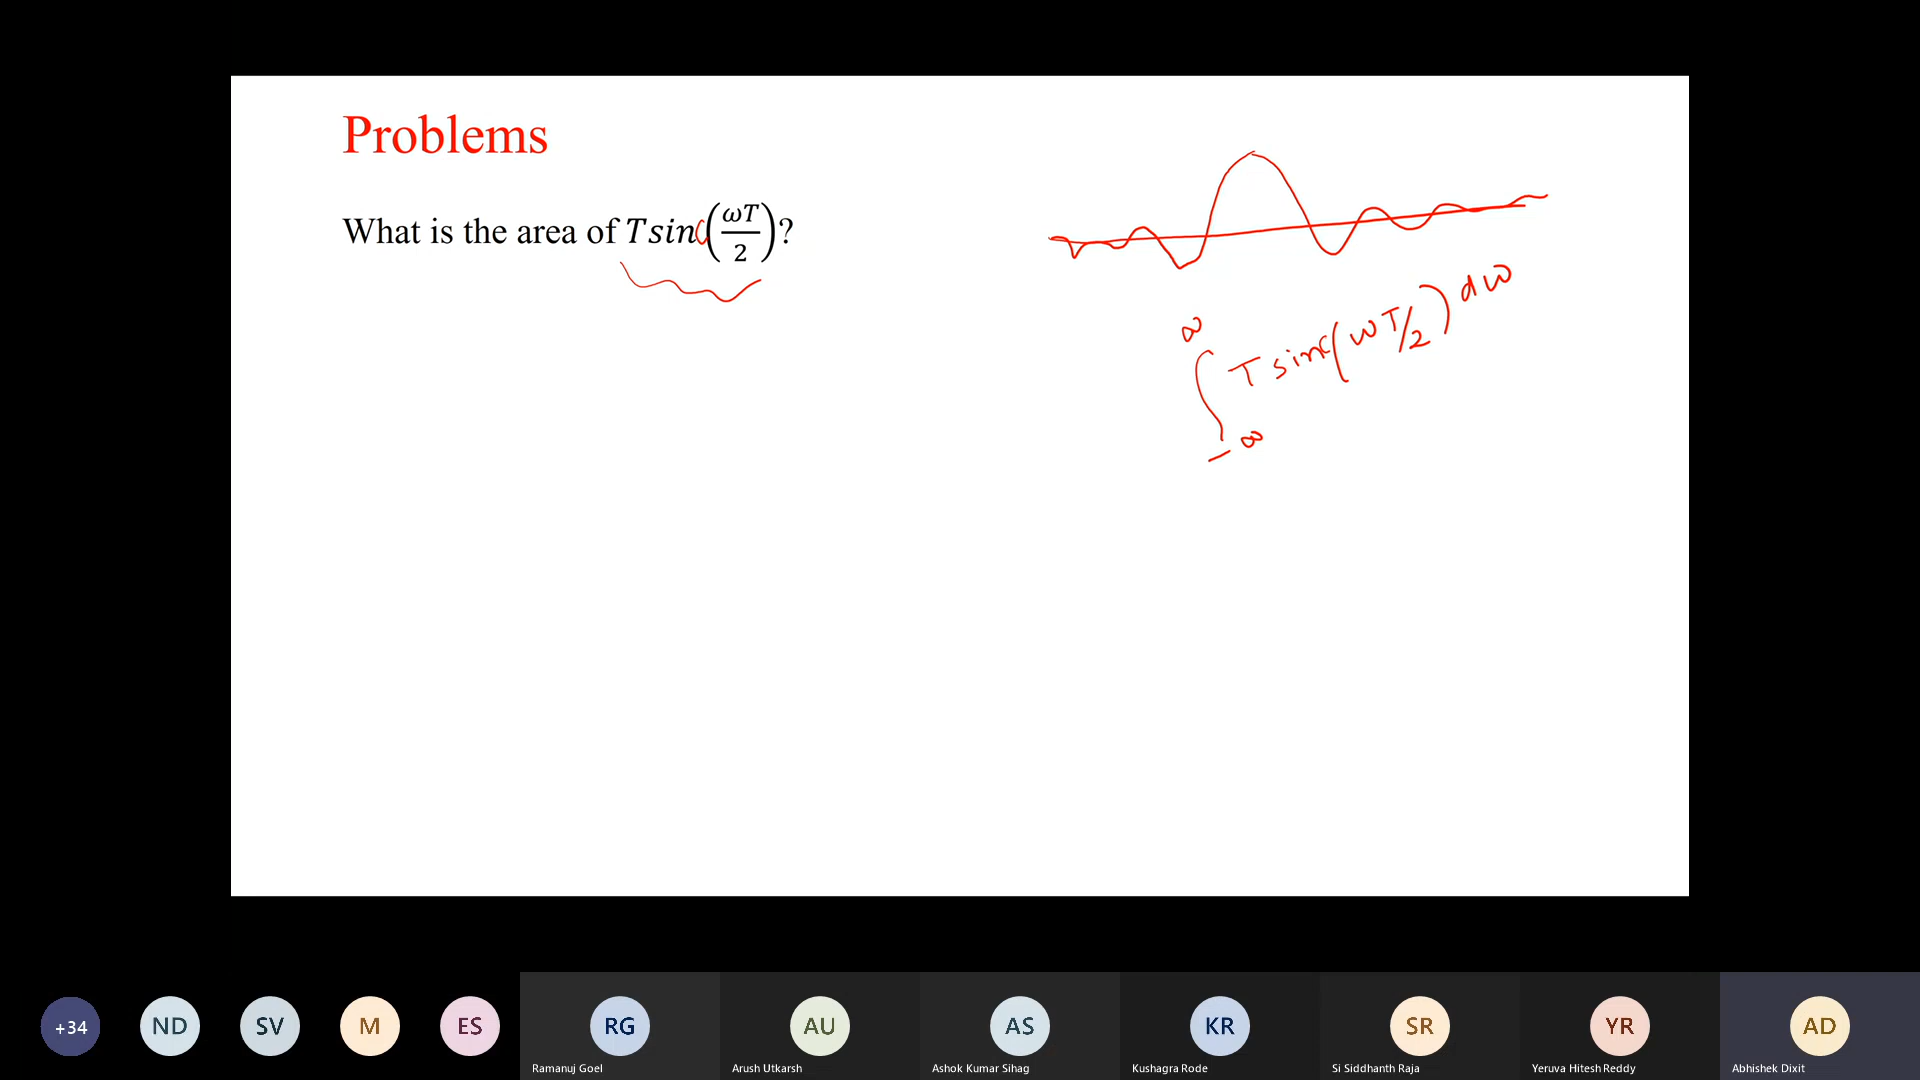 Problems
What is the area of Tsinc(ωT/2)?
∞
∫ T sinc(ωT/2) dω
-∞
+34
ND
SV
M
ES
RG
AU
AS
KR
SR
YR
AD
Ramanuj Goel
Arush Utkarsh
Ashok Kumar Sihag
Kushagra Rode
Si Siddhanth Raja
Yeruva Hitesh Reddy
Abhishek Dixit